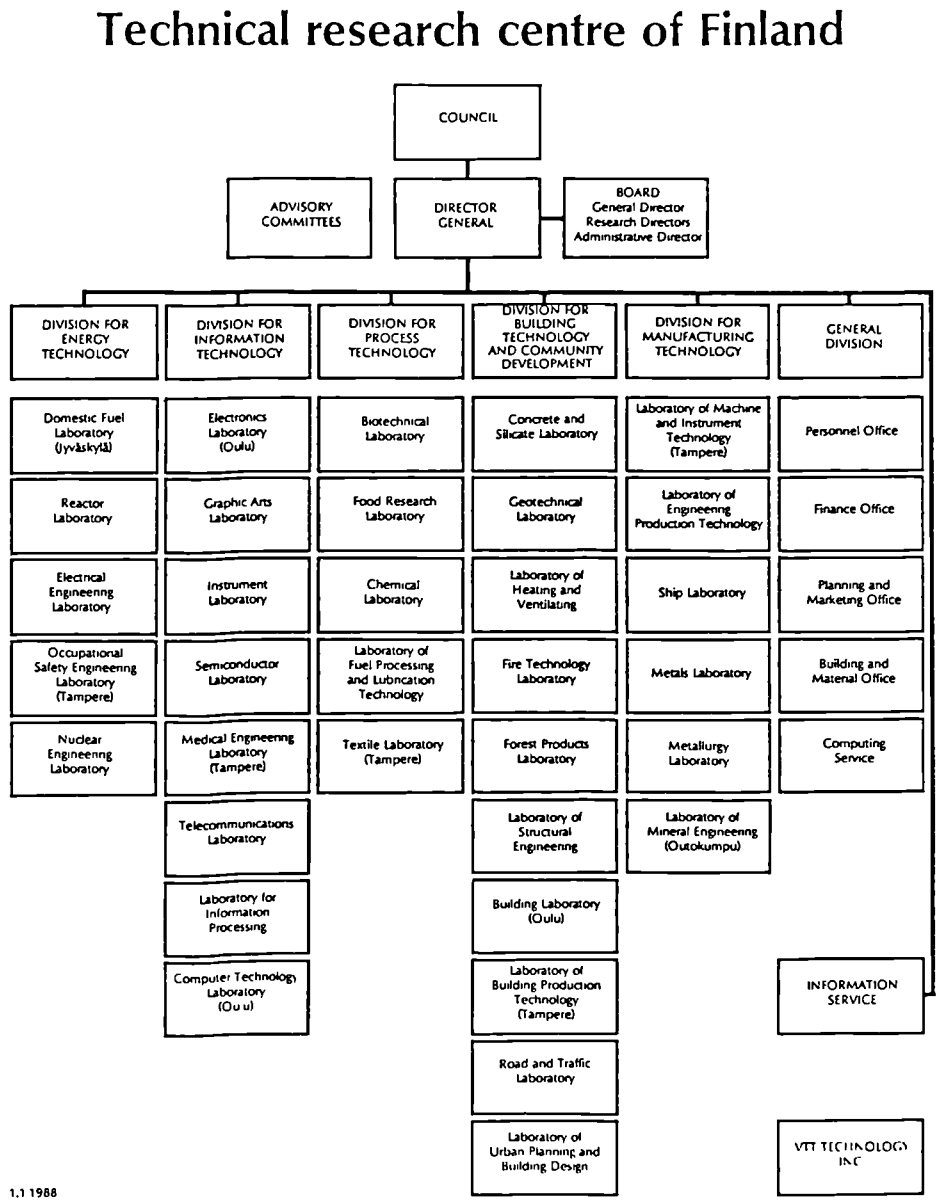 Technical research centre of Finland
COUNCIL
ADVISORY
COMMITTEES
DIRECTOR
GENERAL
BOARD
General Director
Research Directors
Administrative Director
DIVISION FOR
ENERGY
TECHNOLOGY
DIVISION FOR
INFORMATION
TECHNOLOGY
DIVISION FOR
PROCESS
TECHNOLOGY
DIVISION FOR
BUILDING
TECHNOLOGY
AND COMMUNITY
DEVELOPMENT
DIVISION FOR
MANUFACTURING
TECHNOLOGY
GENERAL
DIVISION
Domestic Fuel
Laboratory
(Jyväskylä)
Reactor
Laboratory
Electrical
Engineering
Laboratory
Occupational
Safety Engineering
Laboratory
(Tampere)
Nuclear
Engineering
Laboratory
Electronics
Laboratory
(Oulu)
Graphic Arts
Laboratory
Instrument
Laboratory
Semiconductor
Laboratory
Medical Engineering
Laboratory
(Tampere)
Telecommunications
Laboratory
Laboratory for
Information
Processing
Computer Technology
Laboratory
(Oulu)
Biotechnical
Laboratory
Food Research
Laboratory
Chemical
Laboratory
Laboratory of
Fuel Processing
and Lubrication
Technology
Textile Laboratory
(Tampere)
Concrete and
Silicate Laboratory
Geotechnical
Laboratory
Laboratory of
Heating and
Ventilating
Fire Technology
Laboratory
Forest Products
Laboratory
Laboratory of
Structural
Engineering
Building Laboratory
(Oulu)
Laboratory of
Building Production
Technology
(Tampere)
Road and Traffic
Laboratory
Laboratory of
Urban Planning and
Building Design
Laboratory of Machine
and Instrument
Technology
(Tampere)
Laboratory of
Engineering
Production Technology
Ship Laboratory
Metals Laboratory
Metallurgy
Laboratory
Laboratory of
Mineral Engineering
(Outokumpu)
Personnel Office
Finance Office
Planning and
Marketing Office
Building and
Material Office
Computing
Service
INFORMATION
SERVICE
VTT TECHNOLOGY
INC
1.1 1988